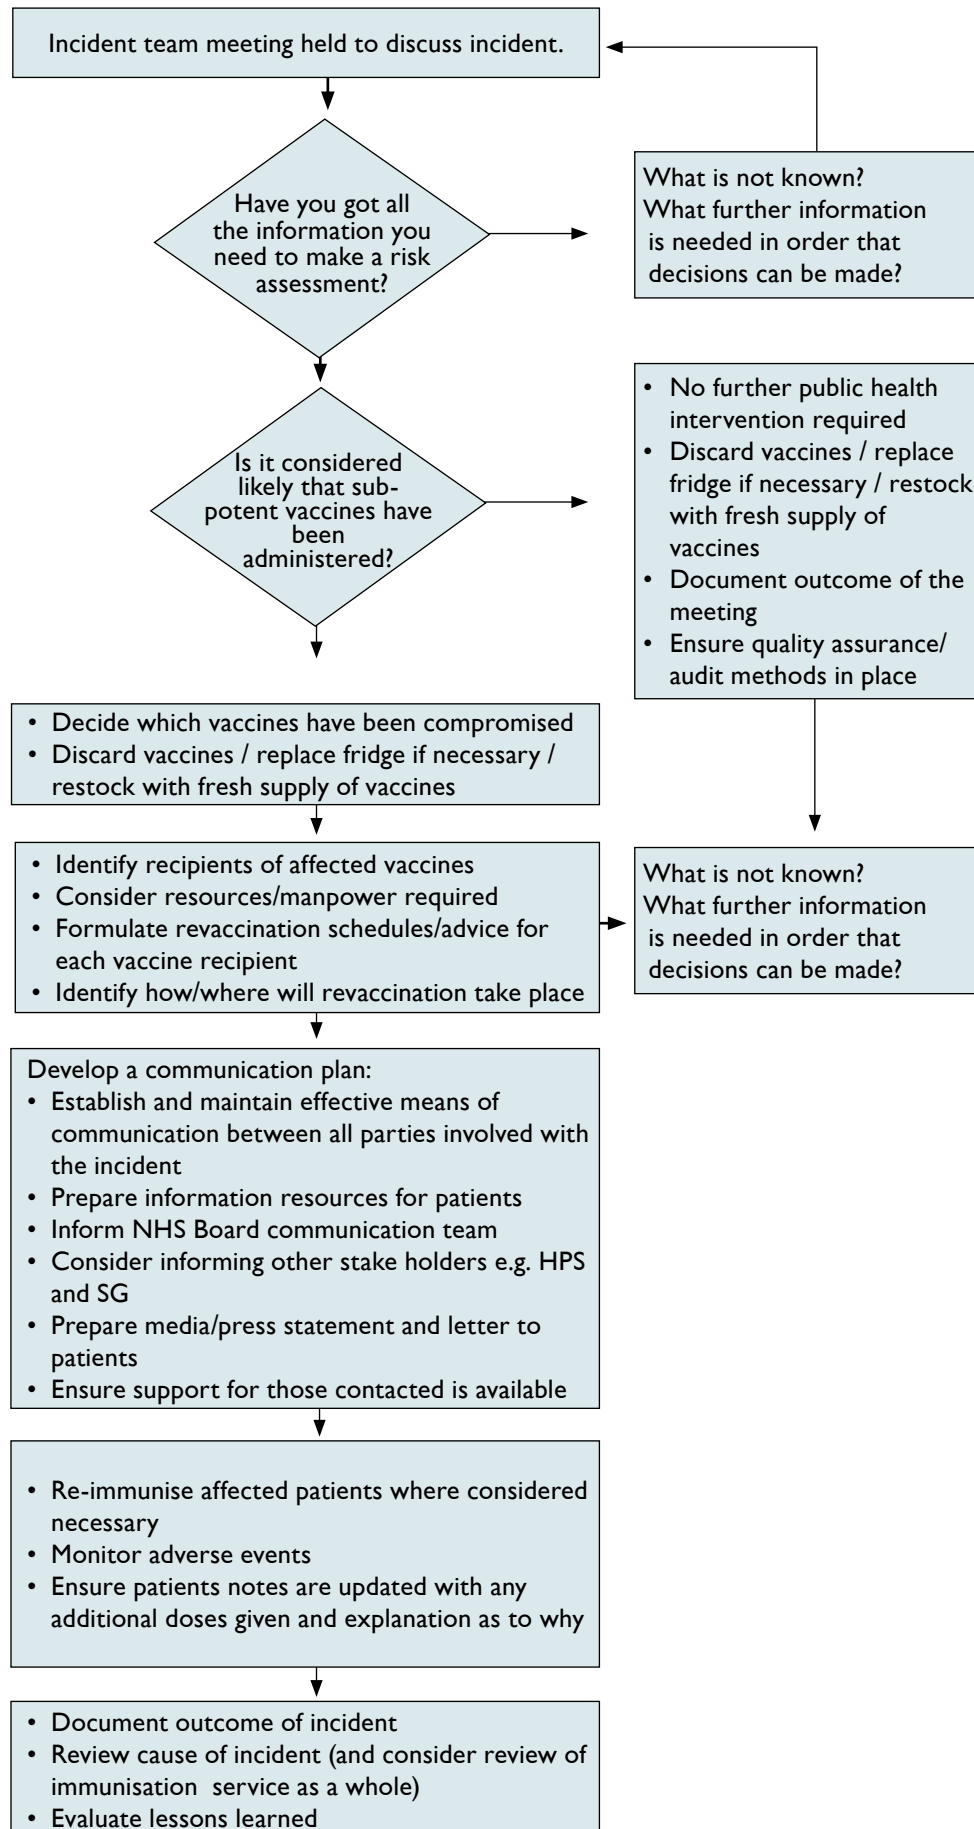 Incident team meeting held to discuss incident.
Have you got all
the information you
need to make a risk
assessment?
What is not known?
What further information
is needed in order that
decisions can be made?
Is it considered
likely that sub-
potent vaccines have
been
administered?
• No further public health
intervention required
• Discard vaccines / replace
fridge if necessary / restock
with fresh supply of
vaccines
• Document outcome of the
meeting
• Ensure quality assurance/
audit methods in place
• Decide which vaccines have been compromised
• Discard vaccines / replace fridge if necessary /
restock with fresh supply of vaccines
• Identify recipients of affected vaccines
• Consider resources/manpower required
• Formulate revaccination schedules/advice for
each vaccine recipient
• Identify how/where will revaccination take place
What is not known?
What further information
is needed in order that
decisions can be made?
Develop a communication plan:
• Establish and maintain effective means of
communication between all parties involved with
the incident
• Prepare information resources for patients
• Inform NHS Board communication team
• Consider informing other stake holders e.g. HPS
and SG
• Prepare media/press statement and letter to
patients
• Ensure support for those contacted is available
• Re-immunise affected patients where considered
necessary
• Monitor adverse events
• Ensure patients notes are updated with any
additional doses given and explanation as to why
• Document outcome of incident
• Review cause of incident (and consider review of
immunisation service as a whole)
• Evaluate lessons learned